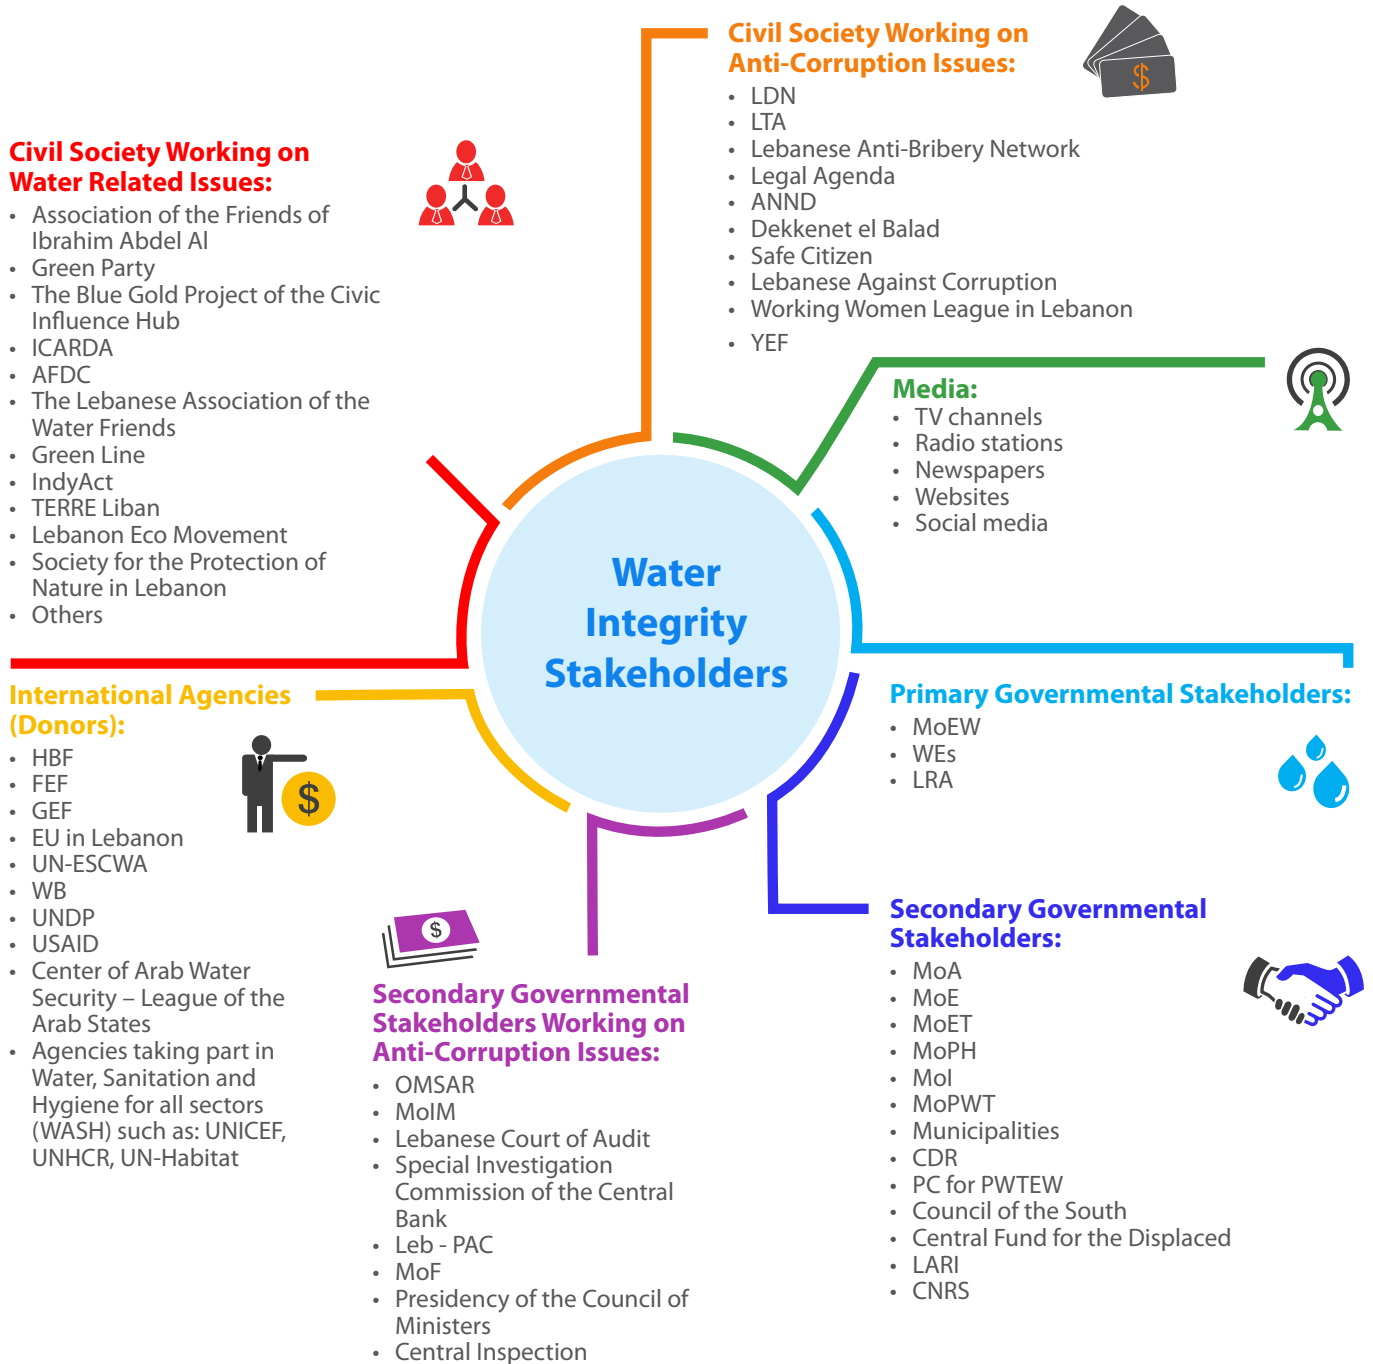 Civil Society Working on
Anti-Corruption Issues:
• LDN
• LTA
• Lebanese Anti-Bribery Network
• Legal Agenda
• ANND
• Dekkenet el Balad
• Safe Citizen
• Lebanese Against Corruption
• Working Women League in Lebanon
• YEF
Civil Society Working on
Water Related Issues:
• Association of the Friends of
Ibrahim Abdel Al
• Green Party
• The Blue Gold Project of the Civic
Influence Hub
• ICARDA
• AFDC
• The Lebanese Association of the
Water Friends
• Green Line
• IndyAct
• TERRE Liban
• Lebanon Eco Movement
• Society for the Protection of
Nature in Lebanon
• Others
Media:
• TV channels
• Radio stations
• Newspapers
• Websites
• Social media
Water
Integrity
Stakeholders
International Agencies
(Donors):
• HBF
• FEF
• GEF
• EU in Lebanon
• UN-ESCWA
• WB
• UNDP
• USAID
• Center of Arab Water
Security – League of the
Arab States
• Agencies taking part in
Water, Sanitation and
Hygiene for all sectors
(WASH) such as: UNICEF,
UNHCR, UN-Habitat
$
Primary Governmental Stakeholders:
• MoEW
• WEs
• LRA
$
Secondary Governmental
Stakeholders Working on
Anti-Corruption Issues:
• OMSAR
• MoIM
• Lebanese Court of Audit
• Special Investigation
Commission of the Central
Bank
• Leb - PAC
• MoF
• Presidency of the Council of
Ministers
• Central Inspection
Secondary Governmental
Stakeholders:
• MoA
• MoE
• MoET
• MoPH
• MoI
• MoPWT
• Municipalities
• CDR
• PC for PWTEW
• Council of the South
• Central Fund for the Displaced
• LARI
• CNRS
$